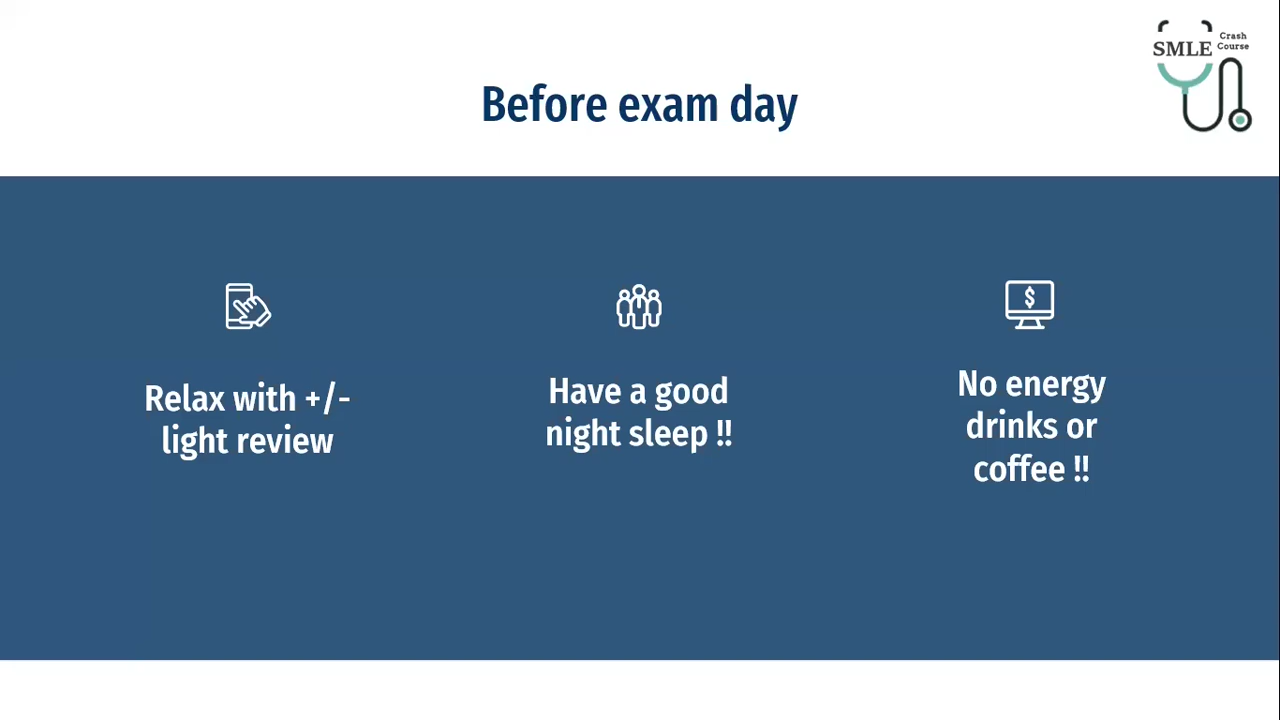 SMLE Crash
Course
Before exam day
Relax with +/-
light review
Have a good
night sleep !!
No energy
drinks or
coffee !!